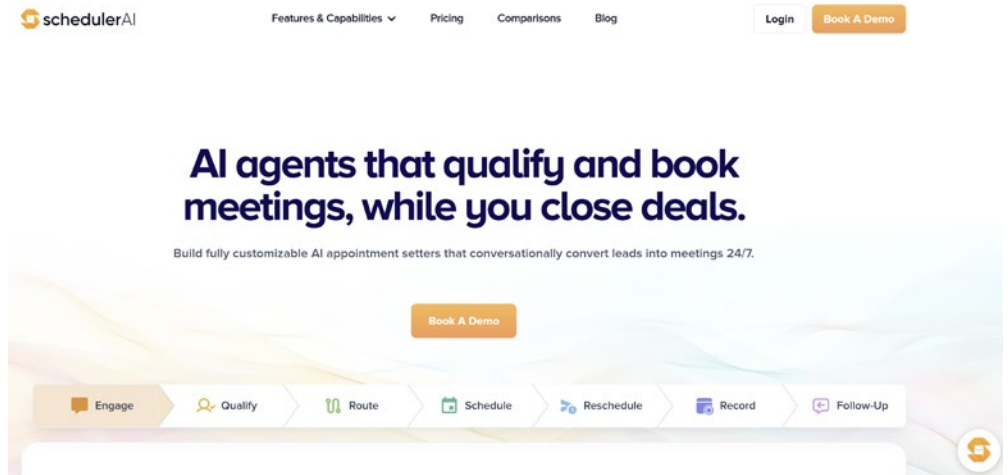 schedulerAI
Features & Capabilities
Pricing
Comparisons
Blog
Login
Book A Demo
AI agents that qualify and book
meetings, while you close deals.
Build fully customizable AI appointment setters that conversationally convert leads into meetings 24/7.
Book A Demo
Engage
Qualify
Route
Schedule
Reschedule
Record
Follow-Up